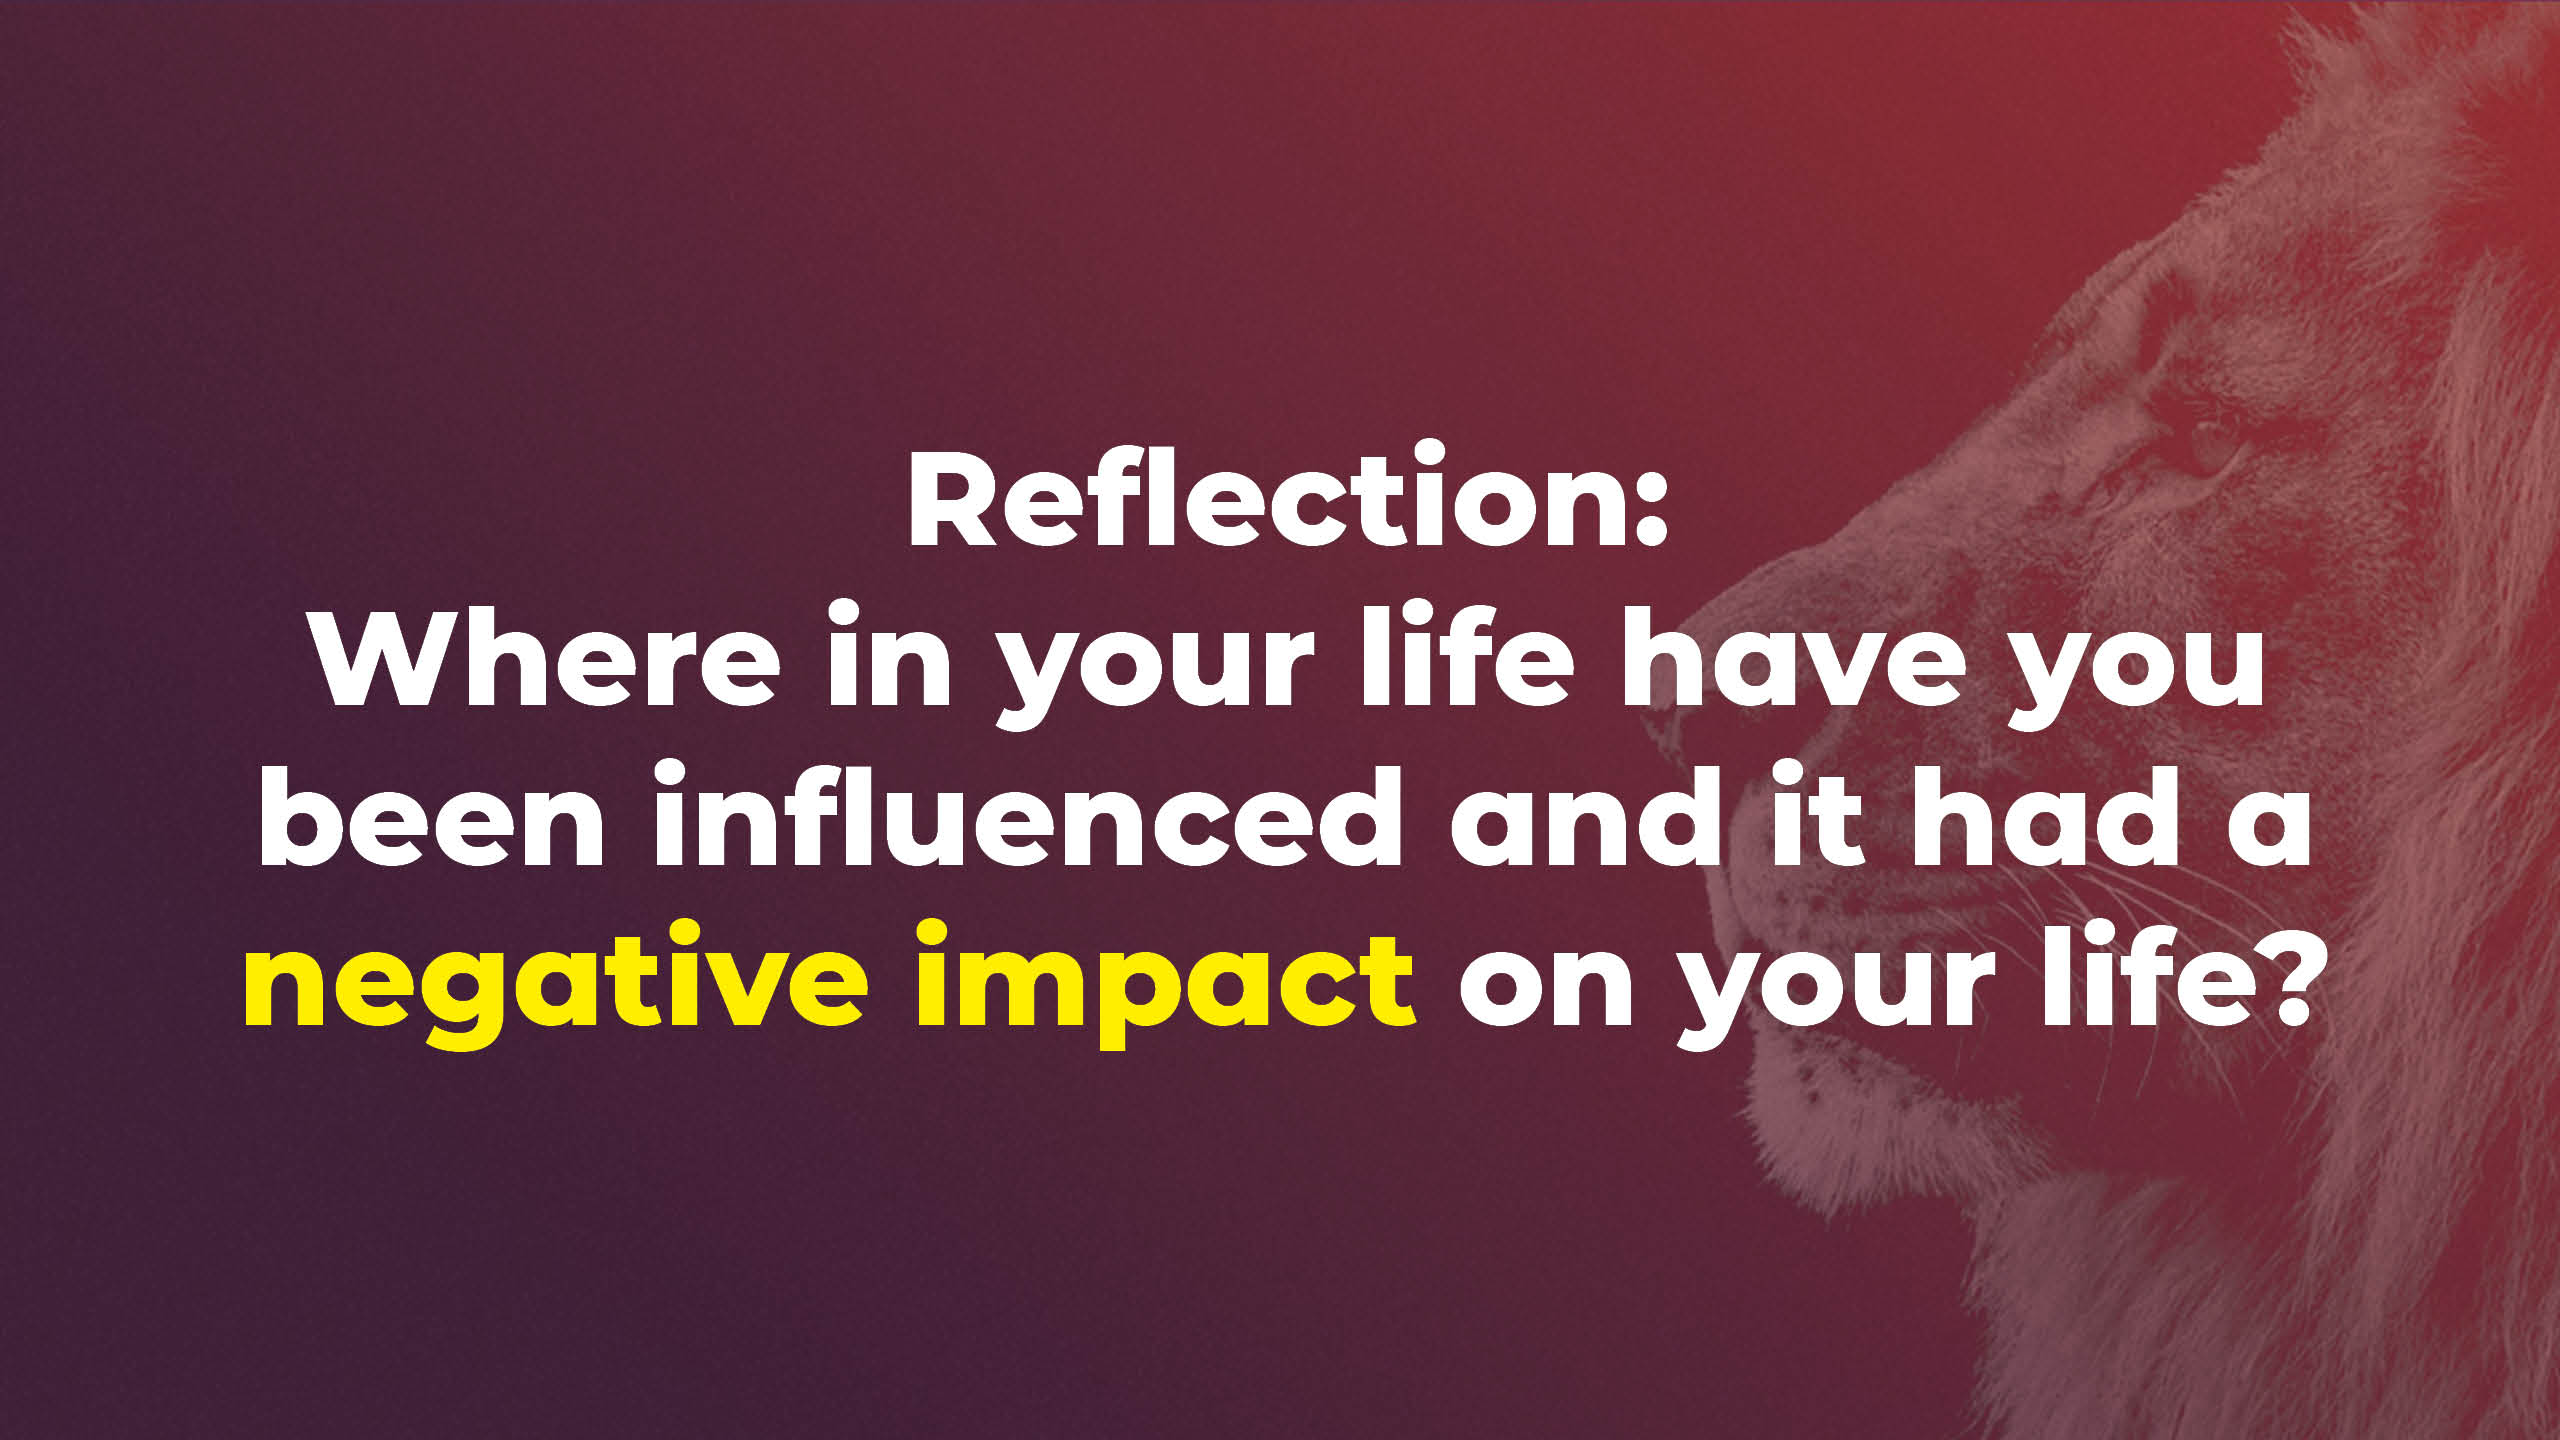 Reflection:
Where in your life have you
been influenced and it had a
negative impact on your life?